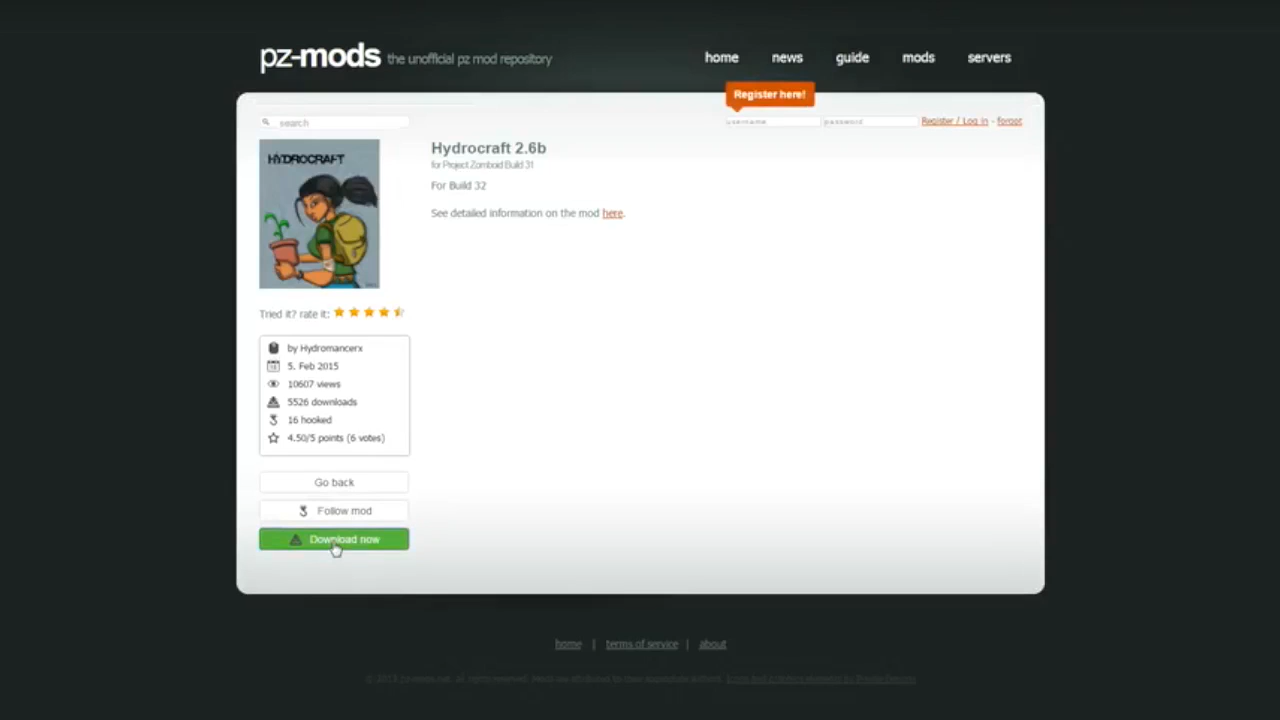 pz-mods the unofficial pz mod repository
home news guide mods servers
Register here!
search
username password Register / Log in - forgot
HYDROCRAFT
Hydrocraft 2.6b
for Project Zomboid Build 31
For Build 32
See detailed information on the mod here.
Tried it? rate it:
by Hydromancerx
5. Feb 2015
10607 views
5526 downloads
16 hooked
4.50/5 points (6 votes)
Go back
Follow mod
Download now
home | terms of service | about